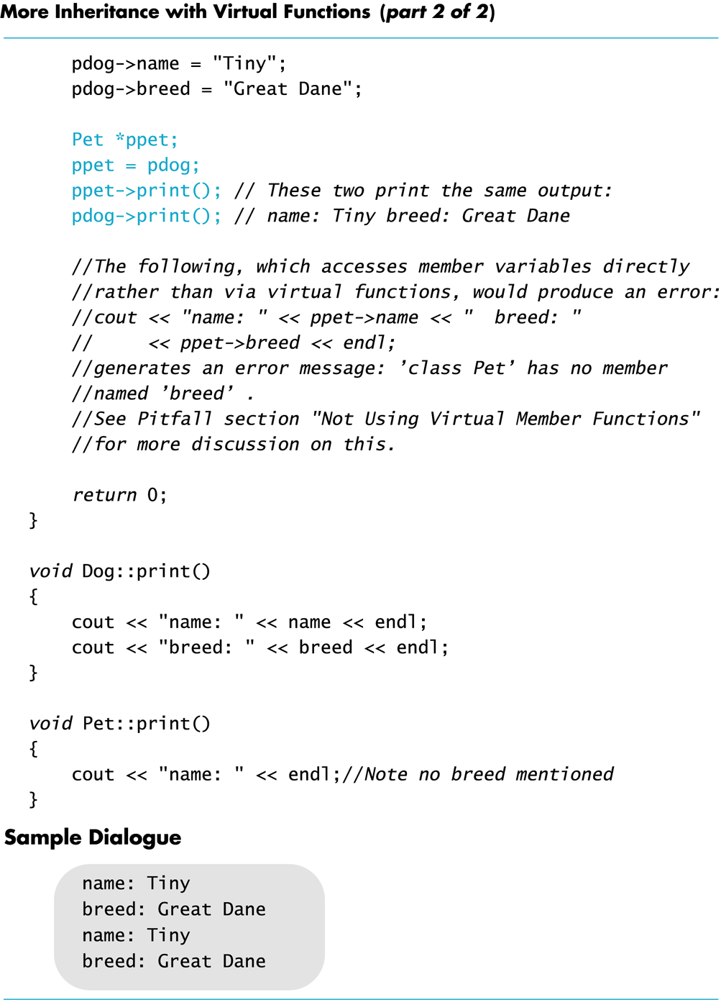 More Inheritance with Virtual Functions (part 2 of 2)
pdog->name = "Tiny";
pdog->breed = "Great Dane";
Pet *ppet;
ppet = pdog;
ppet->print(); // These two print the same output:
pdog->print(); // name: Tiny breed: Great Dane
//The following, which accesses member variables directly
//rather than via virtual functions, would produce an error:
//cout << "name: " << ppet->name << "  breed: "
//     << ppet->breed << endl;
//generates an error message: ’class Pet’ has no member
//named ’breed’ .
//See Pitfall section "Not Using Virtual Member Functions"
//for more discussion on this.
return 0;
}
void Dog::print()
{
cout << "name: " << name << endl;
cout << "breed: " << breed << endl;
}
void Pet::print()
{
cout << "name: " << endl;//Note no breed mentioned
}
Sample Dialogue
name: Tiny
breed: Great Dane
name: Tiny
breed: Great Dane